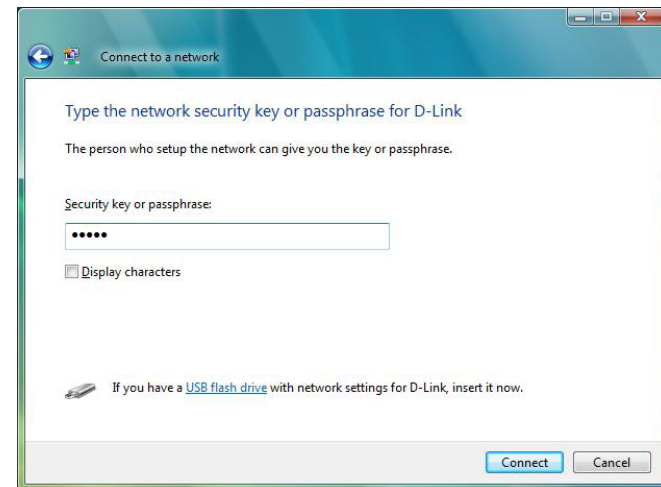 Connect to a network
Type the network security key or passphrase for D-Link
The person who setup the network can give you the key or passphrase.
Security key or passphrase:
•••••
Display characters
If you have a USB flash drive with network settings for D-Link, insert it now.
Connect Cancel